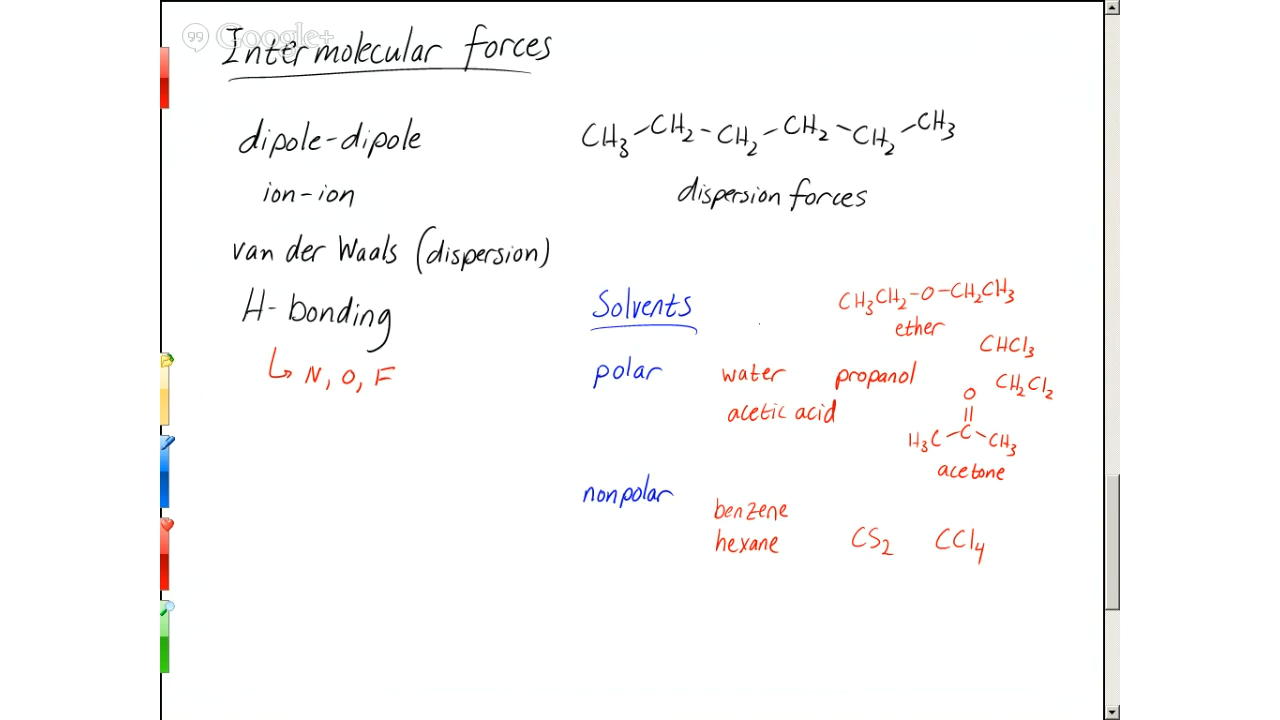 Google+
Intermolecular forces
dipole-dipole
ion-ion
van der Waals (dispersion)
H-bonding
↳ N, O, F
CH3-CH2-CH2-CH2-CH2-CH3
dispersion forces
Solvents
CH3CH2-O-CH2CH3
ether
CHCl3
CH2Cl2
polar water propanol
acetic acid
O
||
H3C-C-CH3
acetone
nonpolar
benzene
hexane CS2 CCl4